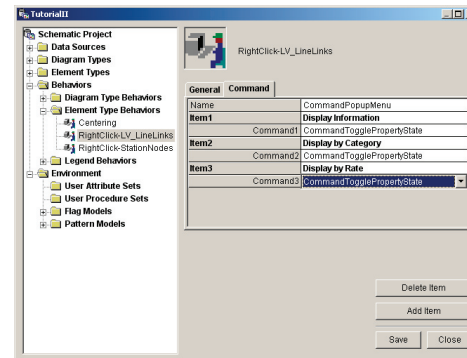 TutorialII
Schematic Project
Data Sources
Diagram Types
Element Types
Behaviors
Diagram Type Behaviors
Element Type Behaviors
Centering
RightClick-LV_LineLinks
RightClick-StationNodes
Legend Behaviors
Environment
User Attribute Sets
User Procedure Sets
Flag Models
Pattern Models
RightClick-LV_LineLinks
General Command
Name CommandPopupMenu
Item1 Display Information
Command1 CommandTogglePropertyState
Item2 Display by Category
Command2 CommandTogglePropertyState
Item3 Display by Rate
Command3 CommandTogglePropertyState
Delete Item
Add Item
Save Close